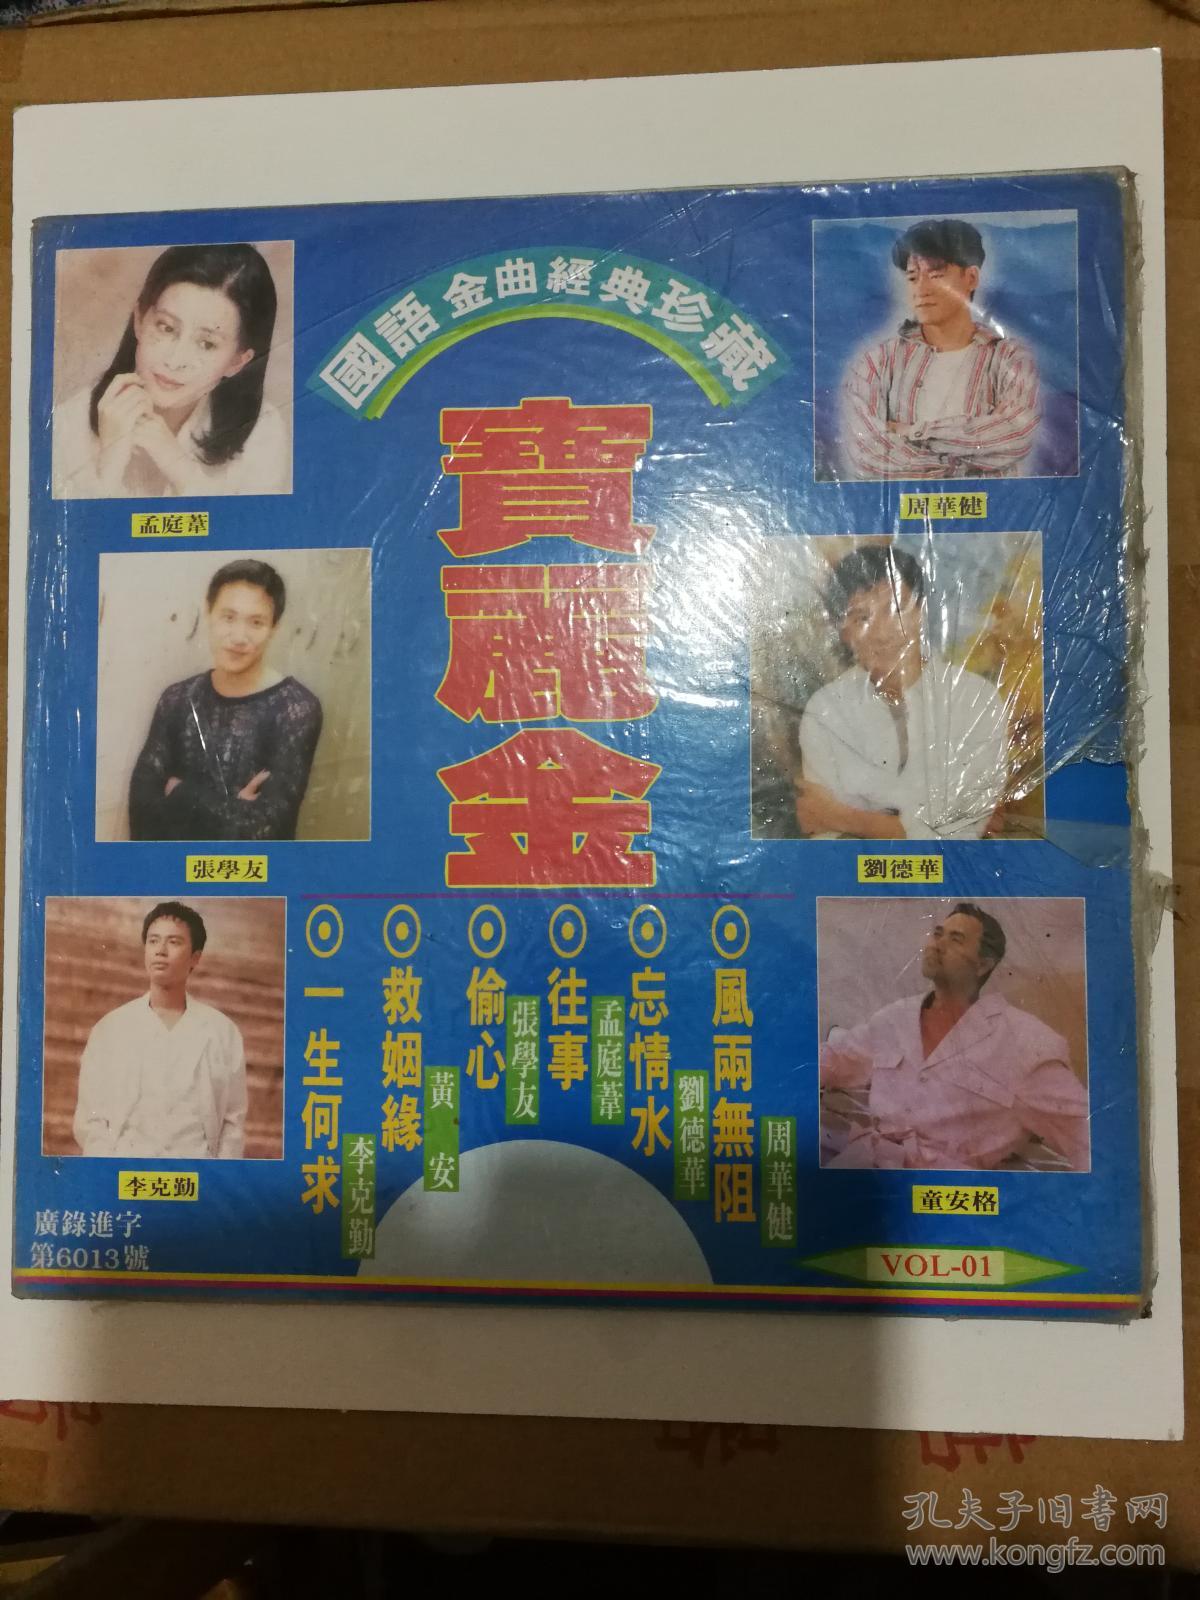 國語金曲經典珍藏
寶麗金
孟庭葦
周華健
張學友
劉德華
李克勤
童安格
風雨無阻
周華健
忘情水
劉德華
往事
孟庭葦
偷心
張學友
救姻緣
黃安
一生何求
李克勤
廣錄進字
第6013號
VOL-01
孔夫子旧书网
www.kongfz.com